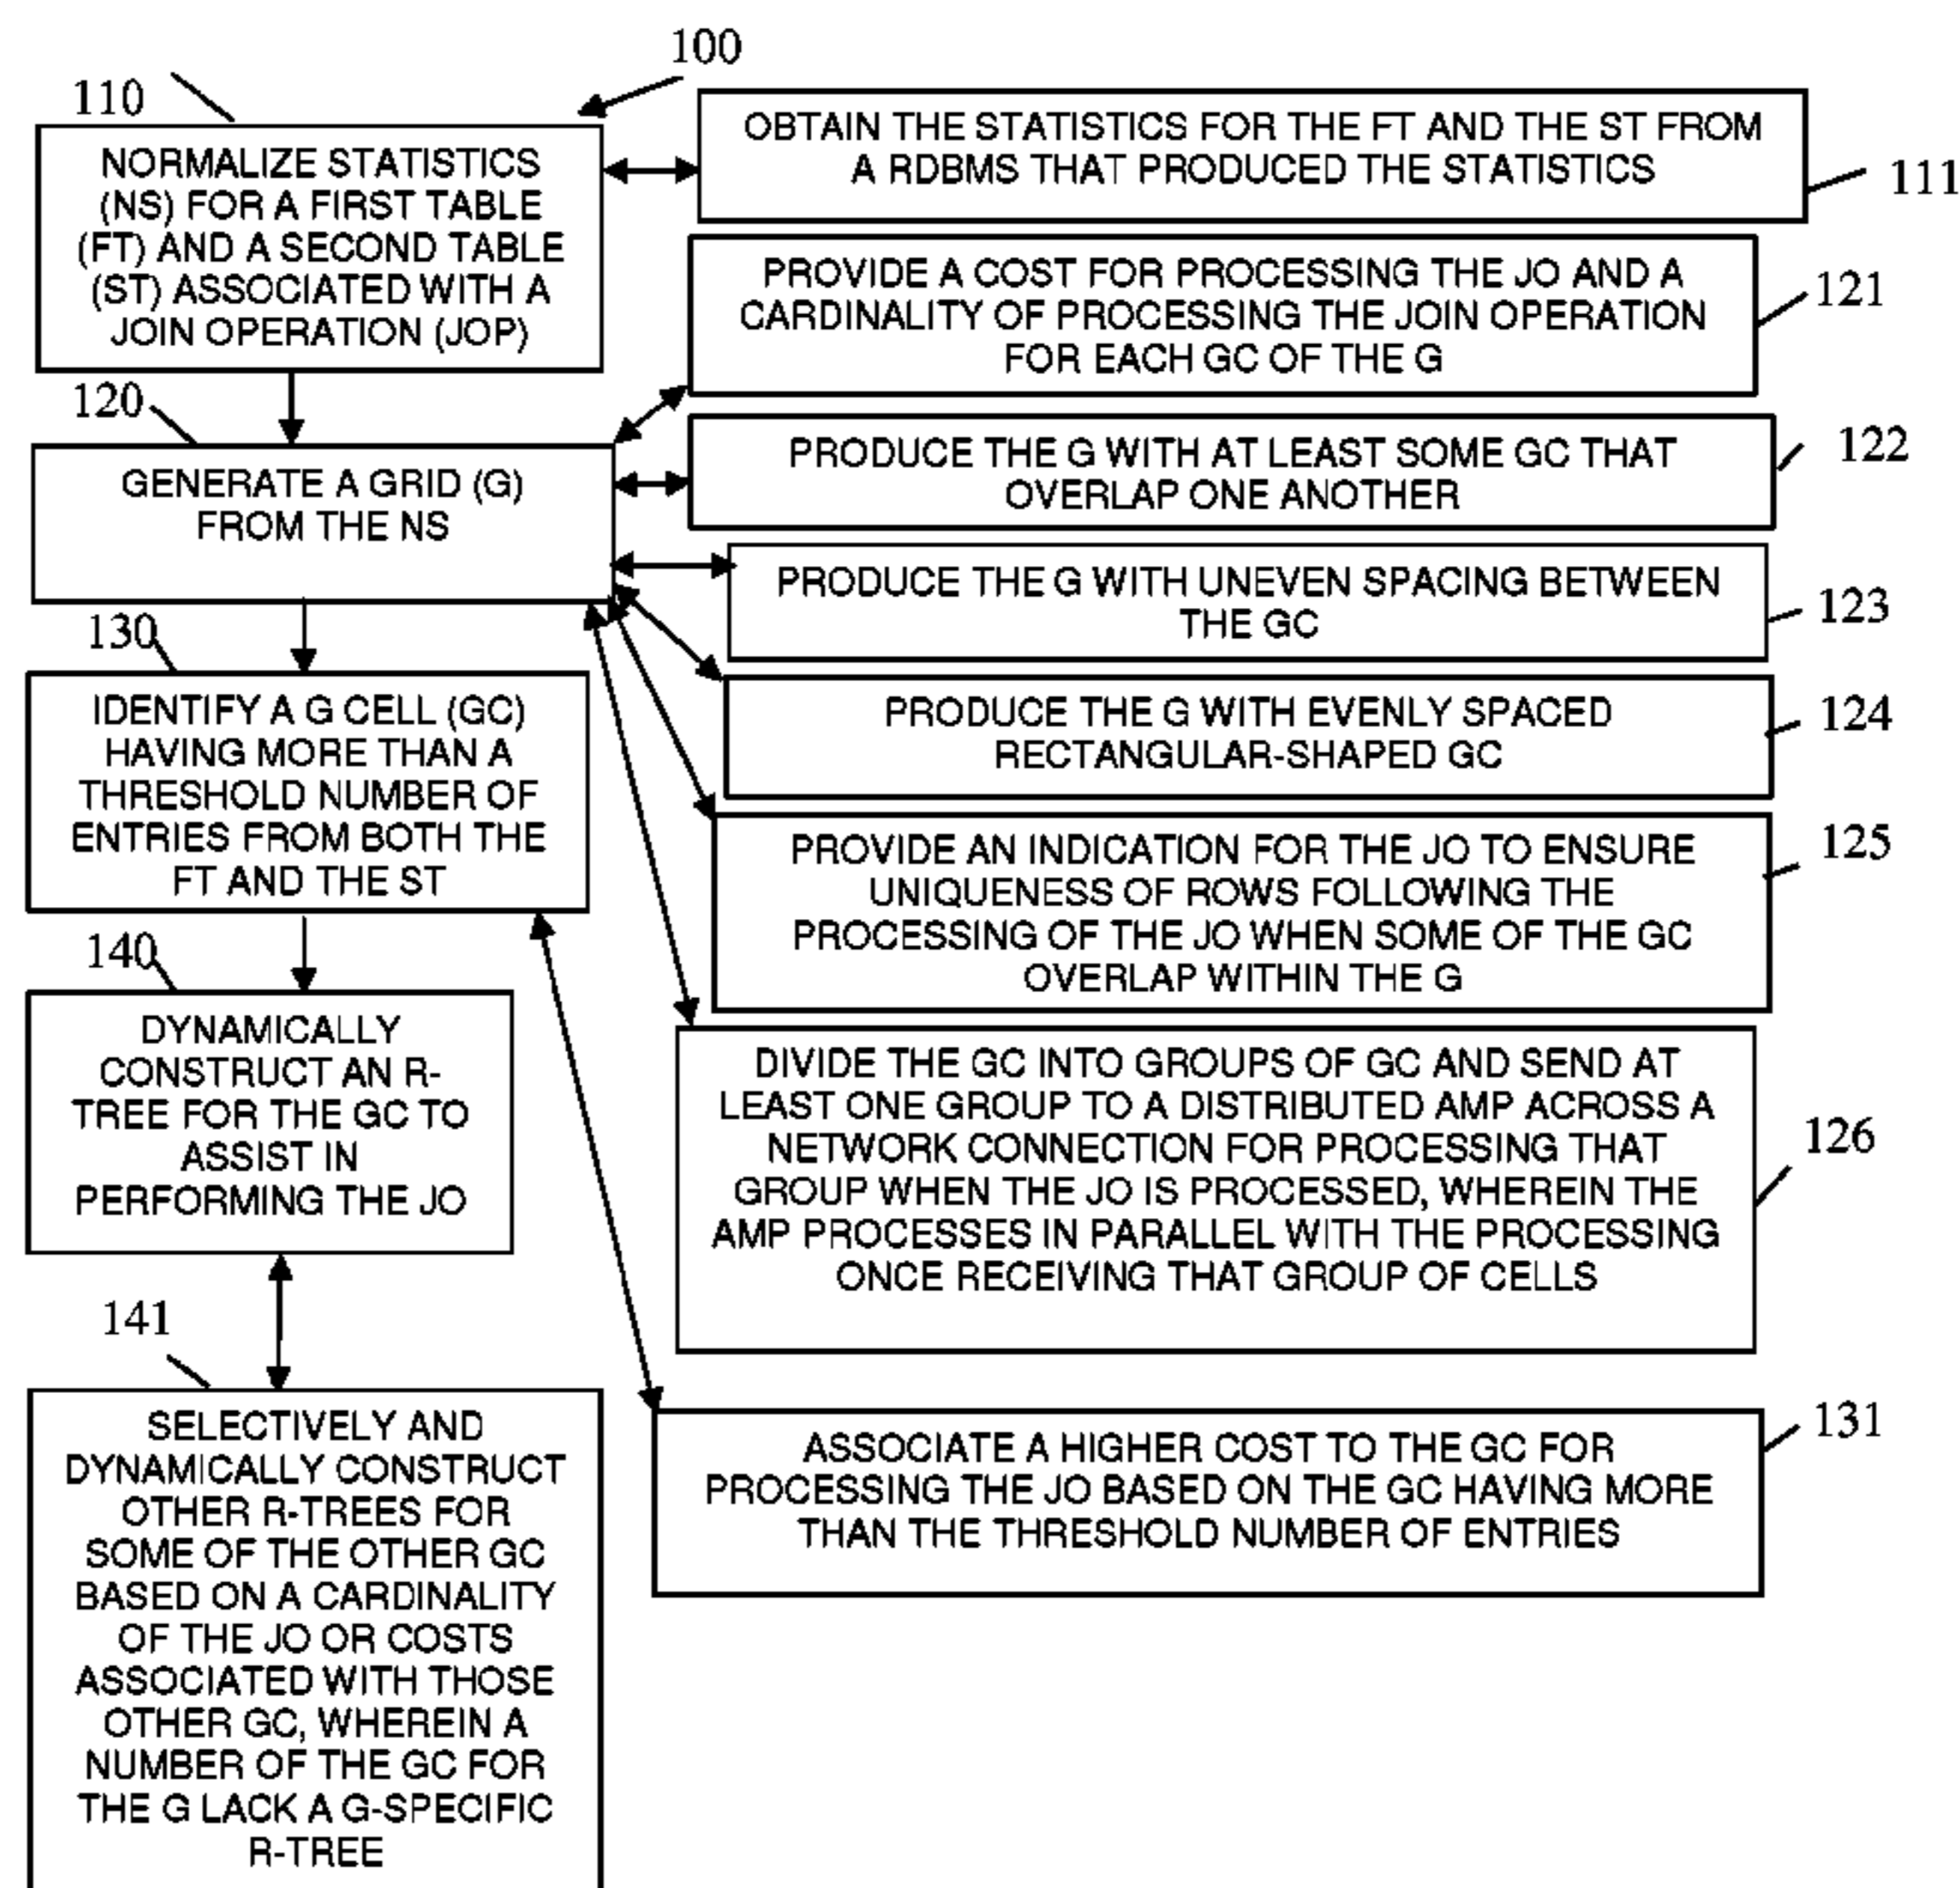 100
110
NORMALIZE STATISTICS
(NS) FOR A FIRST TABLE
(FT) AND A SECOND TABLE
(ST) ASSOCIATED WITH A
JOIN OPERATION (JOP)
OBTAIN THE STATISTICS FOR THE FT AND THE ST FROM
A RDBMS THAT PRODUCED THE STATISTICS
111
PROVIDE A COST FOR PROCESSING THE JO AND A
CARDINALITY OF PROCESSING THE JOIN OPERATION
FOR EACH GC OF THE G
121
120
GENERATE A GRID (G)
FROM THE NS
PRODUCE THE G WITH AT LEAST SOME GC THAT
OVERLAP ONE ANOTHER
122
PRODUCE THE G WITH UNEVEN SPACING BETWEEN
THE GC
123
130
IDENTIFY A G CELL (GC)
HAVING MORE THAN A
THRESHOLD NUMBER OF
ENTRIES FROM BOTH THE
FT AND THE ST
PRODUCE THE G WITH EVENLY SPACED
RECTANGULAR-SHAPED GC
124
PROVIDE AN INDICATION FOR THE JO TO ENSURE
UNIQUENESS OF ROWS FOLLOWING THE
PROCESSING OF THE JO WHEN SOME OF THE GC
OVERLAP WITHIN THE G
125
140
DYNAMICALLY
CONSTRUCT AN R-
TREE FOR THE GC TO
ASSIST IN
PERFORMING THE JO
DIVIDE THE GC INTO GROUPS OF GC AND SEND AT
LEAST ONE GROUP TO A DISTRIBUTED AMP ACROSS A
NETWORK CONNECTION FOR PROCESSING THAT
GROUP WHEN THE JO IS PROCESSED, WHEREIN THE
AMP PROCESSES IN PARALLEL WITH THE PROCESSING
ONCE RECEIVING THAT GROUP OF CELLS
126
141
SELECTIVELY AND
DYNAMICALLY CONSTRUCT
OTHER R-TREES FOR
SOME OF THE OTHER GC
BASED ON A CARDINALITY
OF THE JO OR COSTS
ASSOCIATED WITH THOSE
OTHER GC, WHEREIN A
NUMBER OF THE GC FOR
THE G LACK A G-SPECIFIC
R-TREE
ASSOCIATE A HIGHER COST TO THE GC FOR
PROCESSING THE JO BASED ON THE GC HAVING MORE
THAN THE THRESHOLD NUMBER OF ENTRIES
131